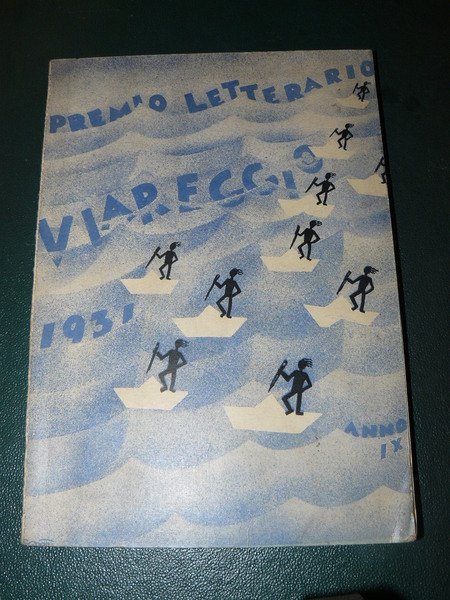 PREMIO LETTERARIO
VIAREGGIO
1931
ANNO
IX